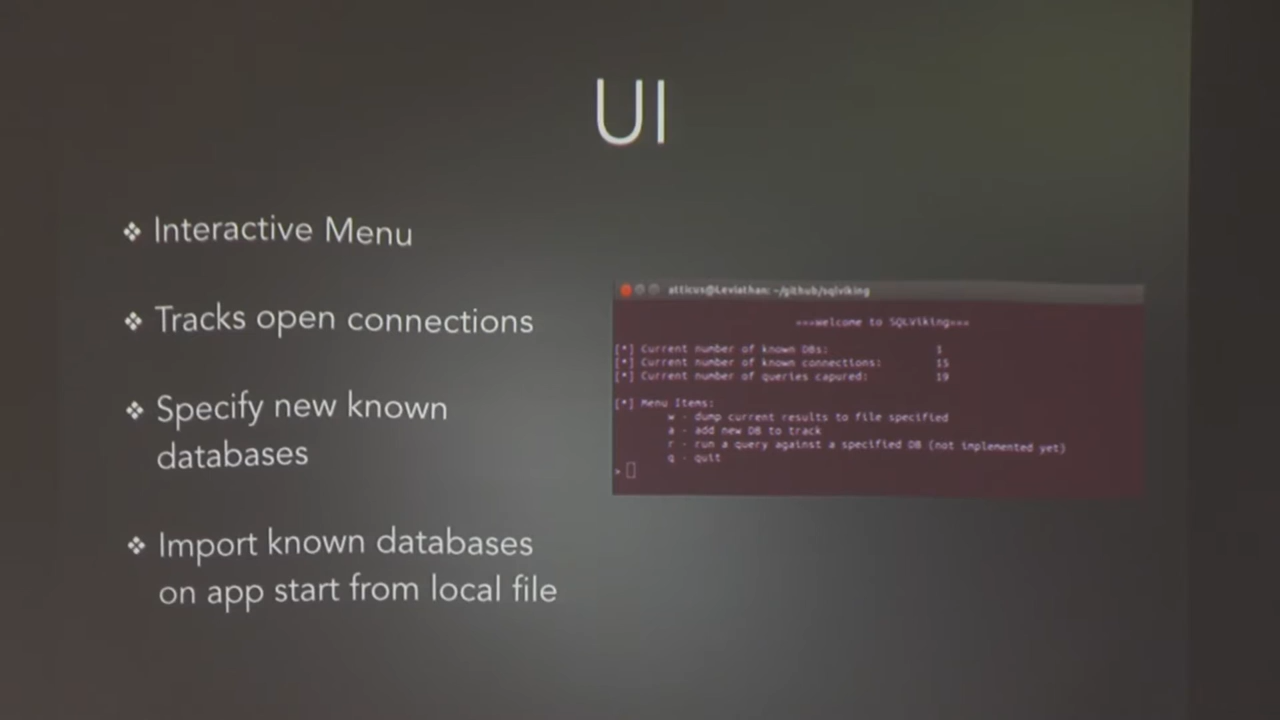 UI
❖ Interactive Menu
❖ Tracks open connections
❖ Specify new known
databases
❖ Import known databases
on app start from local file
atticus@Leviathan: ~/github/sqlviking
===Welcome to SQLViking===
[*] Current number of known DBs: 3
[*] Current number of known connections: 15
[*] Current number of queries capured: 19
[*] Menu Items:
w - dump current results to file specified
a - add new DB to track
r - run a query against a specified DB (not implemented yet)
q - quit
>